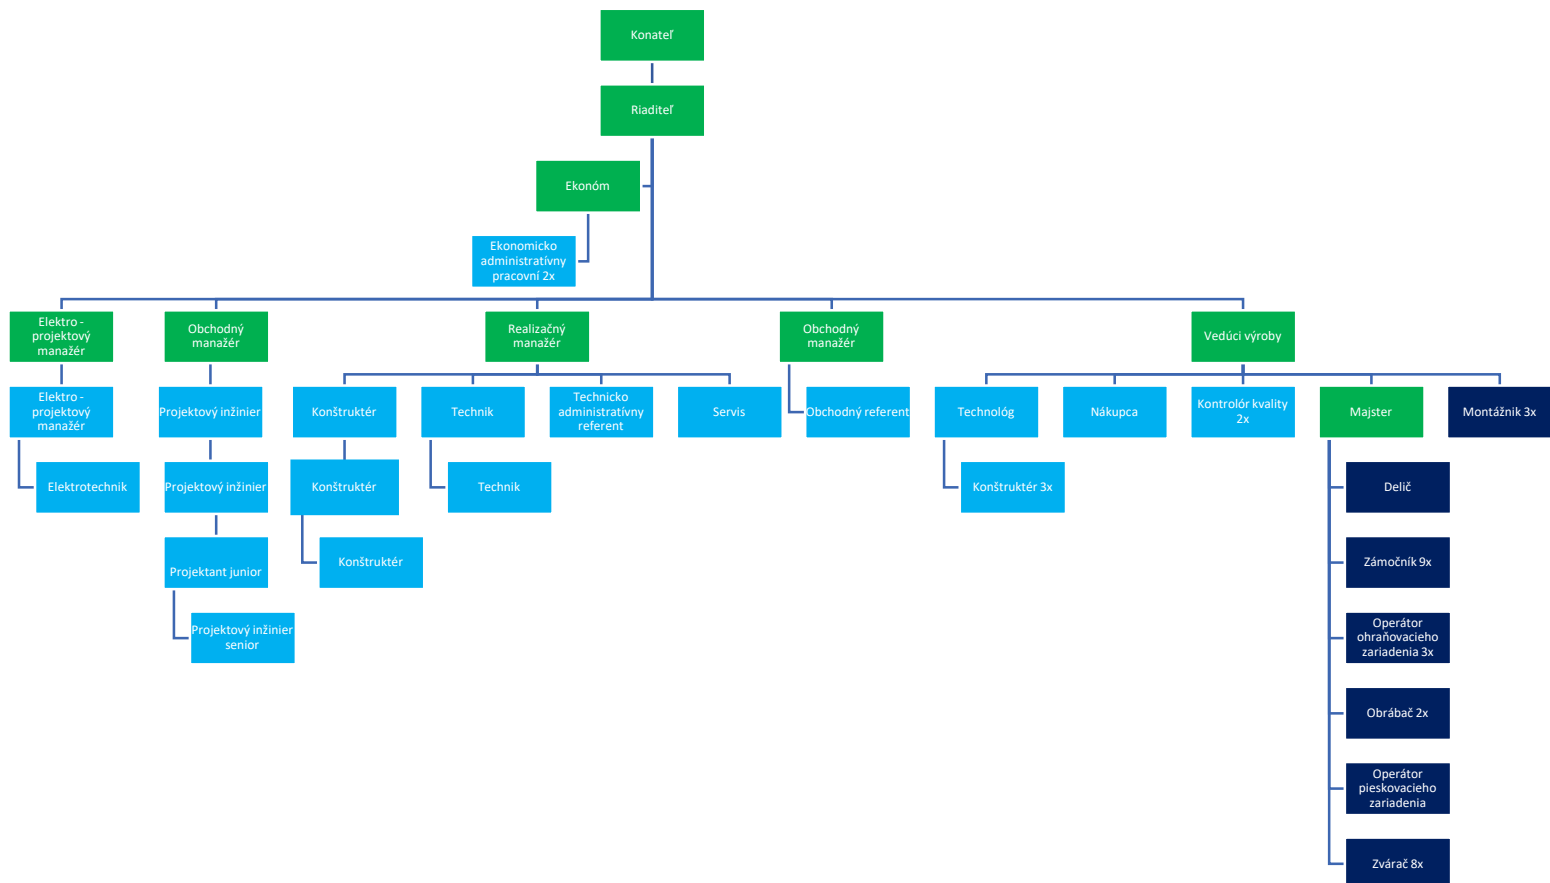 Konateľ
Riaditeľ
Ekonóm
Ekonomicko
administratívny
pracovní 2x
Elektro -
projektový
manažér
Obchodný
manažér
Realizačný
manažér
Obchodný
manažér
Vedúci výroby
Elektro -
projektový
manažér
Projektový inžinier
Konštruktér
Technik
Technicko
administratívny
referent
Servis
Obchodný referent
Technológ
Nákupca
Kontrolór kvality
2x
Majster
Montážnik 3x
Elektrotechnik
Projektový inžinier
Konštruktér
Technik
Konštruktér 3x
Delič
Projektant junior
Konštruktér
Zámočník 9x
Projektový inžinier
senior
Operátor
ohraňovacieho
zariadenia 3x
Obrábač 2x
Operátor
pieskovacieho
zariadenia
Zvárač 8x